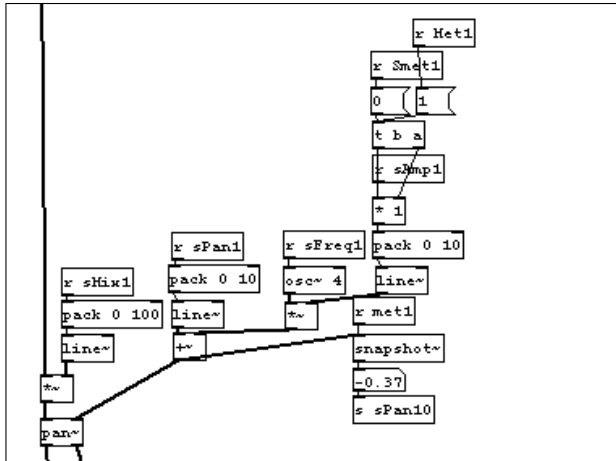 r Met1
r Smet1
0
1
t b a
r sAmp1
* 1
r sPan1
r sFreq1
pack 0 10
r sMix1
pack 0 10
osc~ 4
line~
pack 0 100
line~
*~
r met1
line~
+~
snapshot~
*~
-0.37
pan~
s sPan10